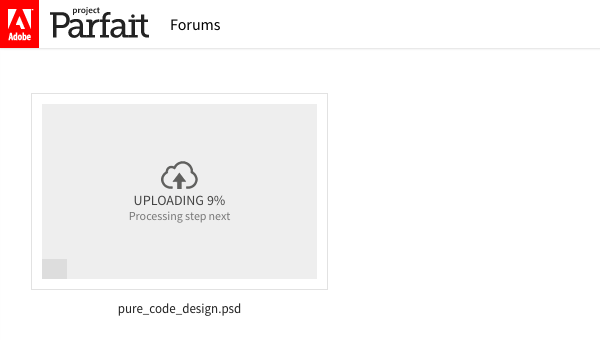 Adobe
project
Parfait
Forums
UPLOADING 9%
Processing step next
pure_code_design.psd